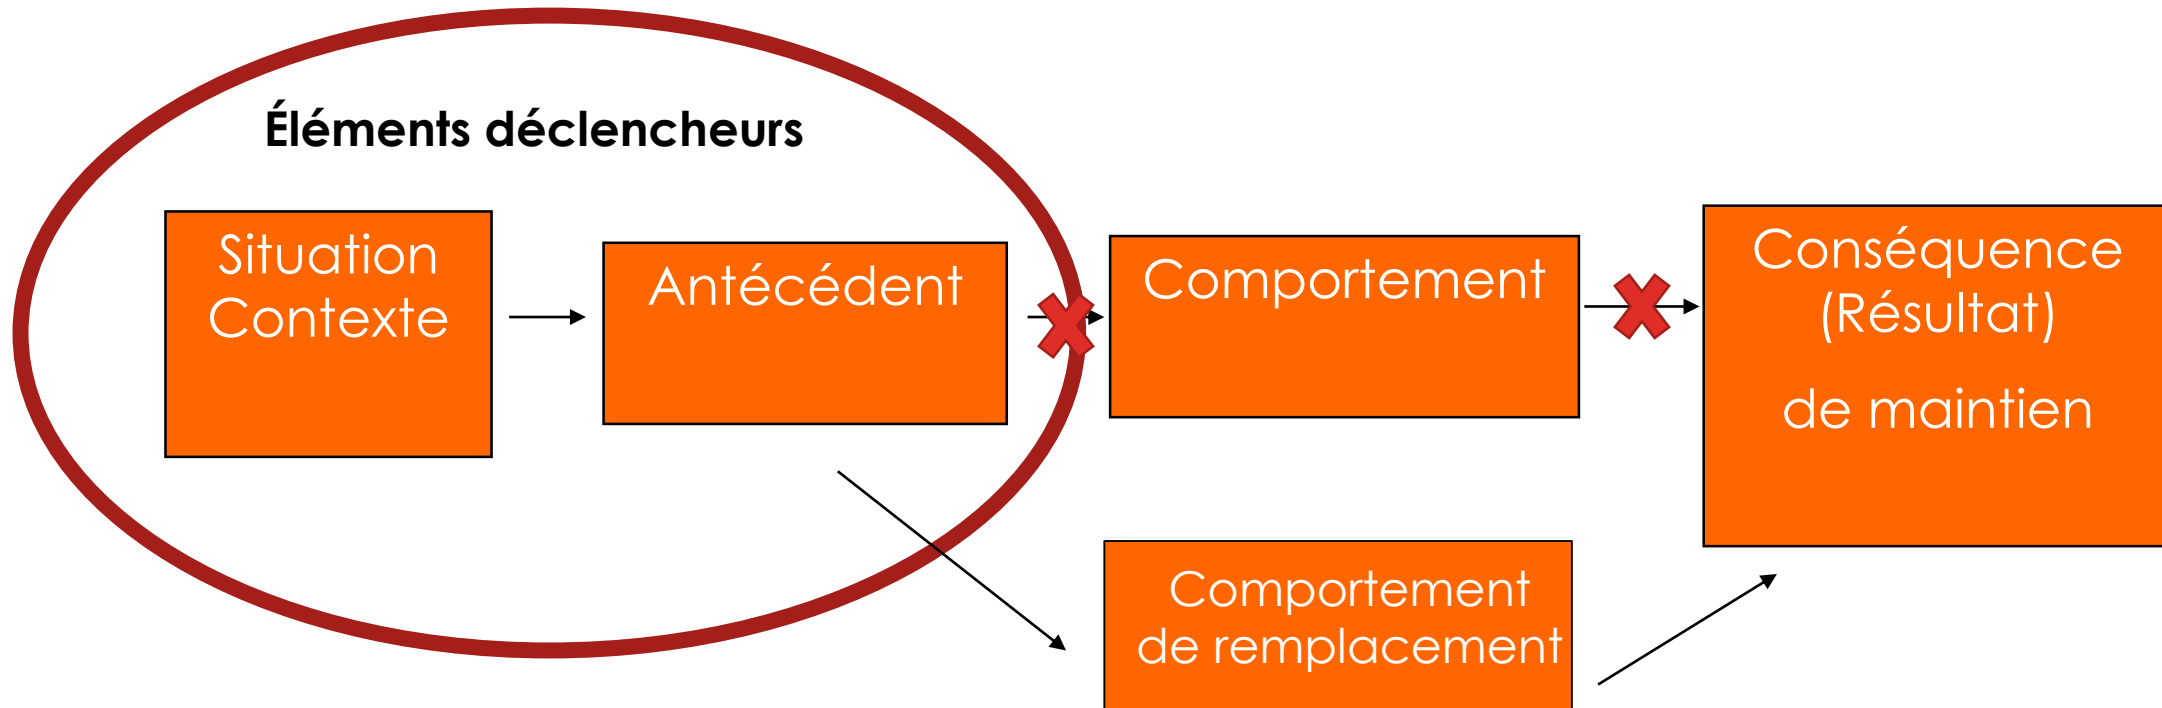 Éléments déclencheurs
Situation
Contexte
Antécédent
Comportement
Conséquence
(Résultat)
de maintien
Comportement
de remplacement